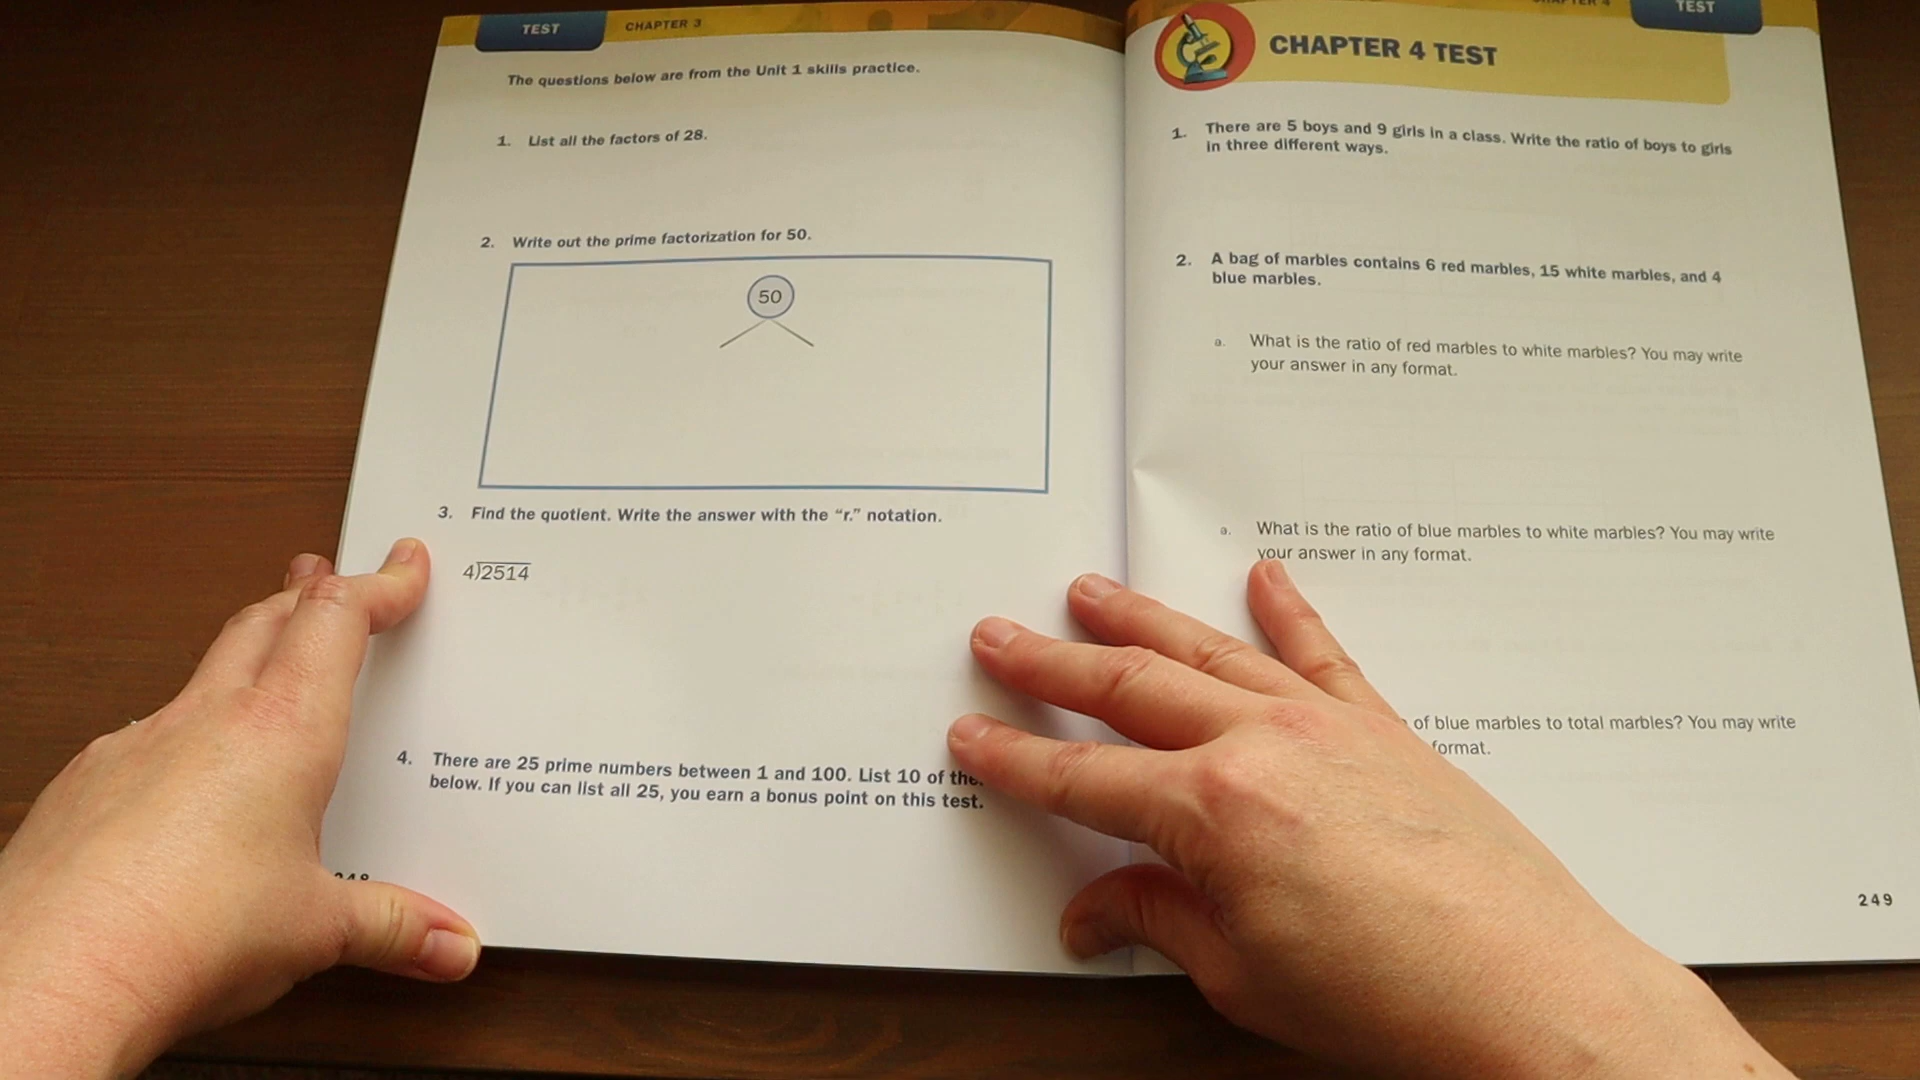 TEST
CHAPTER 3
The questions below are from the Unit 1 skills practice.
1. List all the factors of 28.
2. Write out the prime factorization for 50.
50
3. Find the quotient. Write the answer with the “r.” notation.
4)2514
4. There are 25 prime numbers between 1 and 100. List 10 of
below. If you can list all 25, you earn a bonus point on this test.
TEST
CHAPTER 4 TEST
1. There are 5 boys and 9 girls in a class. Write the ratio of boys to girls
in three different ways.
2. A bag of marbles contains 6 red marbles, 15 white marbles, and 4
blue marbles.
a. What is the ratio of red marbles to white marbles? You may write
your answer in any format.
a. What is the ratio of blue marbles to white marbles? You may write
your answer in any format.
of blue marbles to total marbles? You may write
format.
249